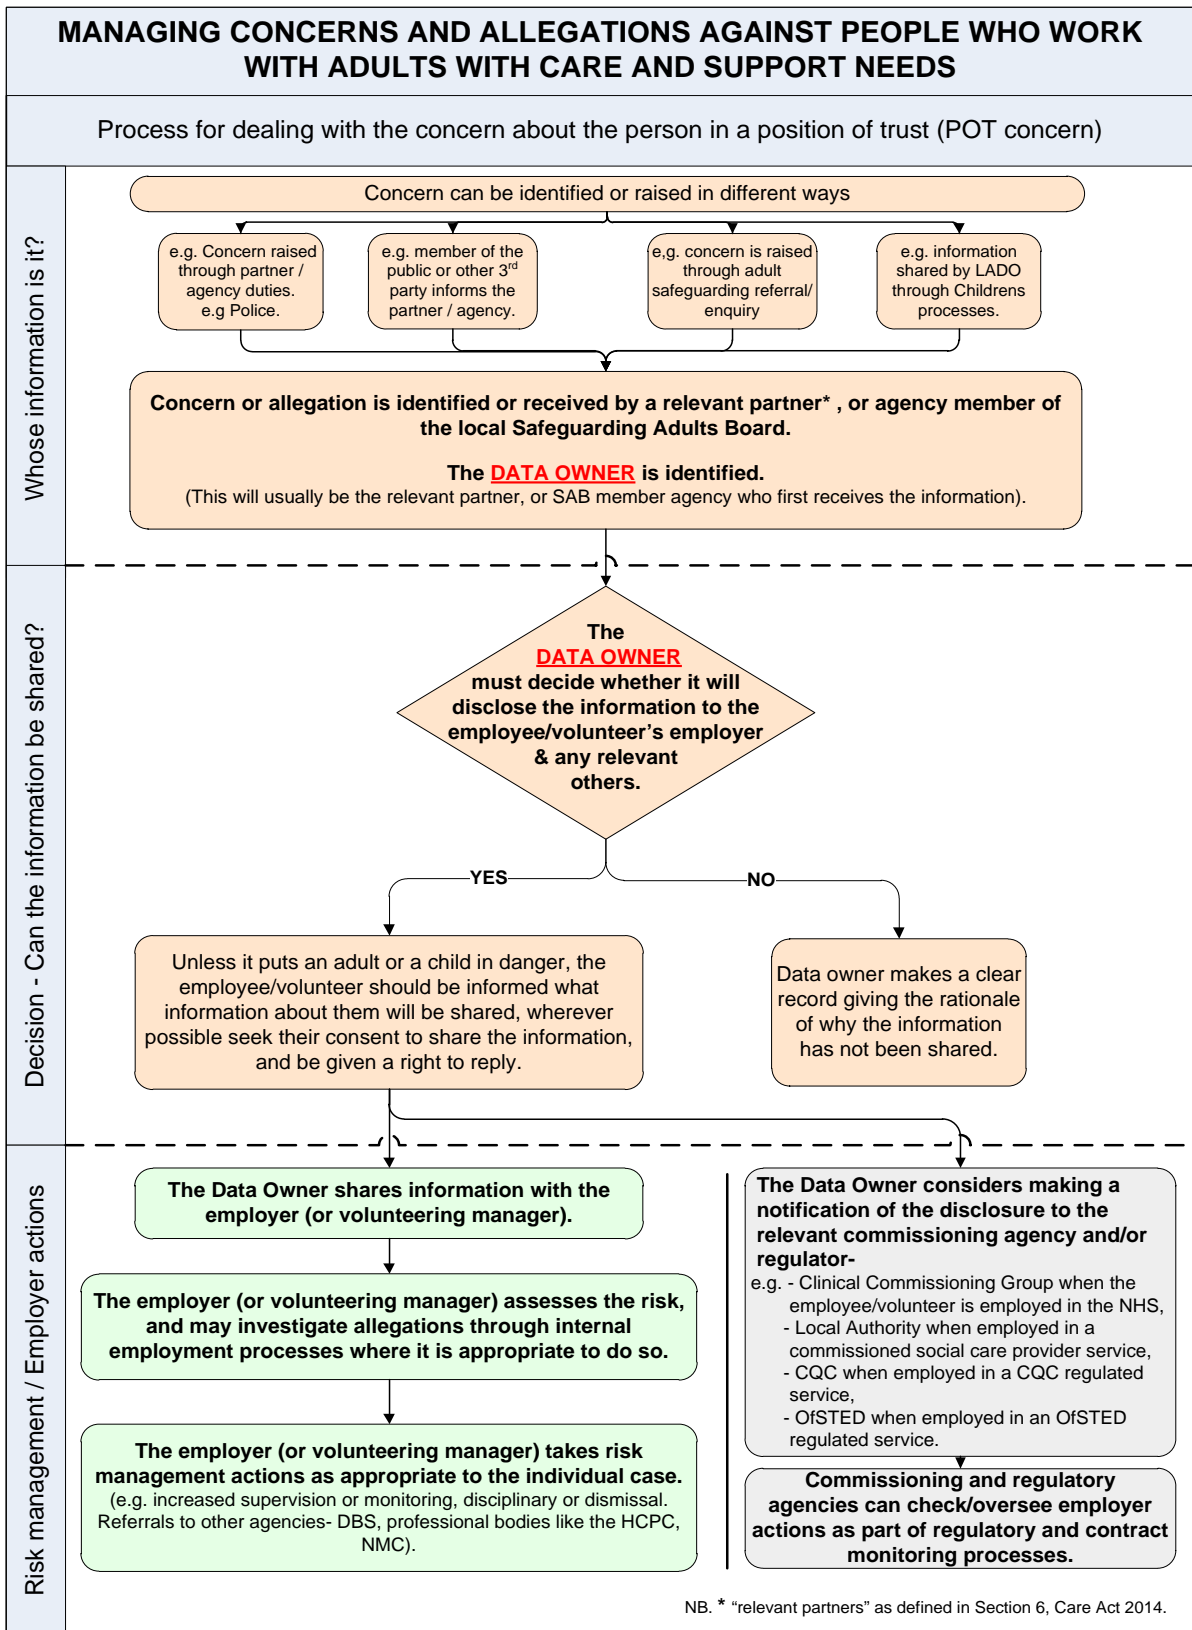 MANAGING CONCERNS AND ALLEGATIONS AGAINST PEOPLE WHO WORK
WITH ADULTS WITH CARE AND SUPPORT NEEDS
Process for dealing with the concern about the person in a position of trust (POT concern)
Whose information is it?
Concern can be identified or raised in different ways
e.g. Concern raised
through partner /
agency duties.
e.g Police.
e.g. member of the
public or other 3rd
party informs the
partner / agency.
e,g. concern is raised
through adult
safeguarding referral/
enquiry
e.g. information
shared by LADO
through Childrens
processes.
Concern or allegation is identified or received by a relevant partner* , or agency member of
the local Safeguarding Adults Board.
The DATA OWNER is identified.
(This will usually be the relevant partner, or SAB member agency who first receives the information).
Decision - Can the information be shared?
The
DATA OWNER
must decide whether it will
disclose the information to the
employee/volunteer’s employer
& any relevant
others.
YES
NO
Unless it puts an adult or a child in danger, the
employee/volunteer should be informed what
information about them will be shared, wherever
possible seek their consent to share the information,
and be given a right to reply.
Data owner makes a clear
record giving the rationale
of why the information
has not been shared.
Risk management / Employer actions
The Data Owner shares information with the
employer (or volunteering manager).
The employer (or volunteering manager) assesses the risk,
and may investigate allegations through internal
employment processes where it is appropriate to do so.
The employer (or volunteering manager) takes risk
management actions as appropriate to the individual case.
(e.g. increased supervision or monitoring, disciplinary or dismissal.
Referrals to other agencies- DBS, professional bodies like the HCPC,
NMC).
The Data Owner considers making a
notification of the disclosure to the
relevant commissioning agency and/or
regulator-
e.g. - Clinical Commissioning Group when the
employee/volunteer is employed in the NHS,
- Local Authority when employed in a
commissioned social care provider service,
- CQC when employed in a CQC regulated
service,
- OfSTED when employed in an OfSTED
regulated service.
Commissioning and regulatory
agencies can check/oversee employer
actions as part of regulatory and contract
monitoring processes.
NB. * “relevant partners” as defined in Section 6, Care Act 2014.